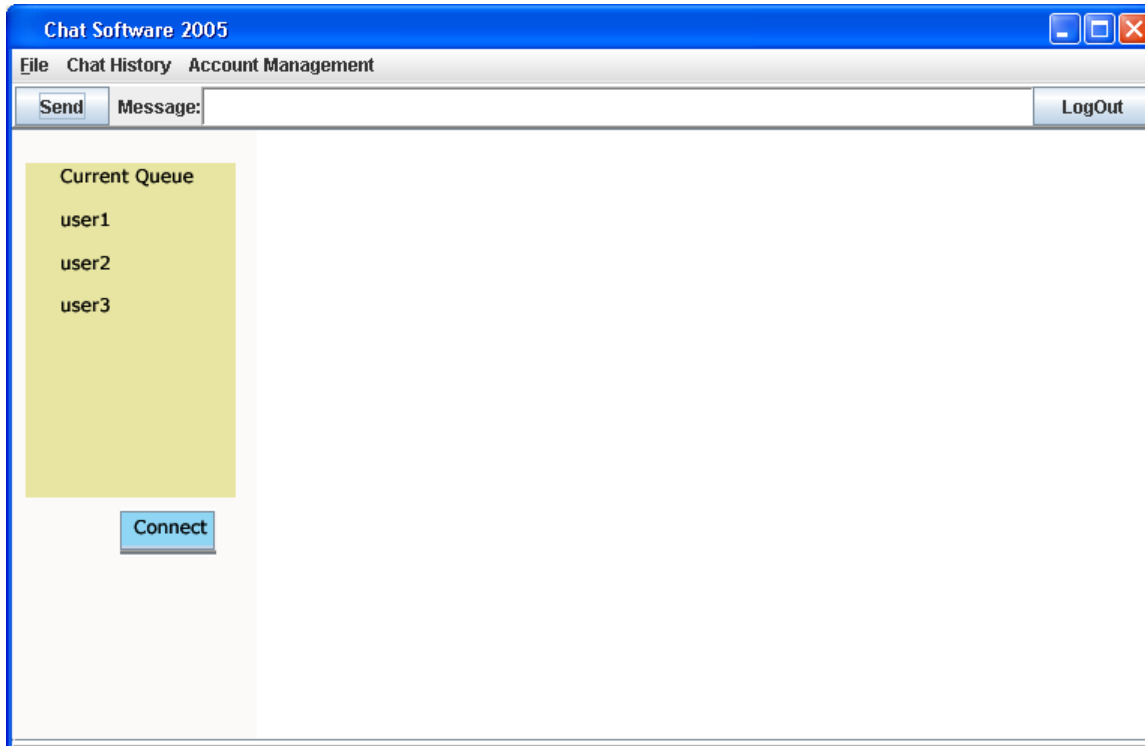 Chat Software 2005
File Chat History Account Management
Send Message: LogOut
Current Queue
user1
user2
user3
Connect